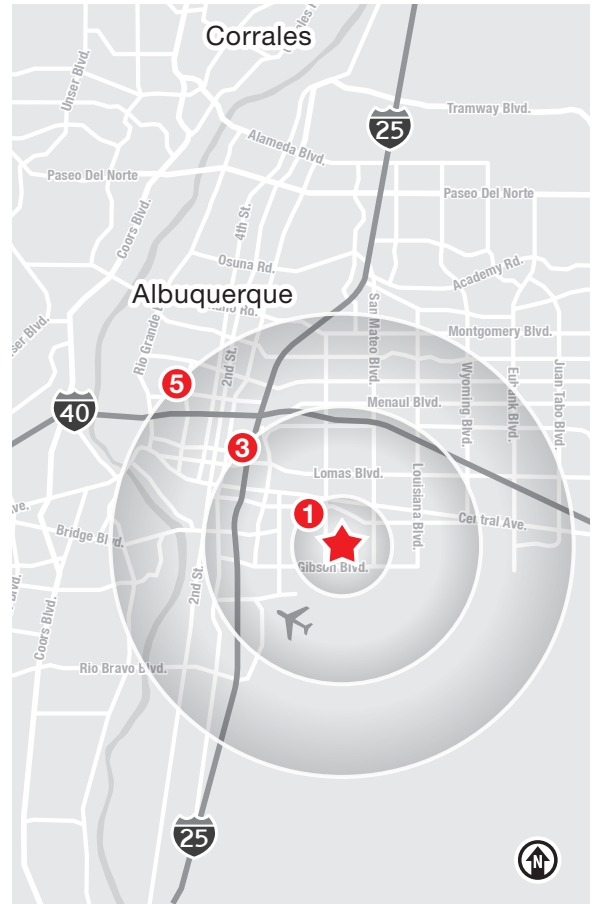 Corrales
Unser Blvd.
Tramway Blvd.
25
Alameda Blvd.
Paseo Del Norte
Paseo Del Norte
Coors Blvd.
4th St.
Osuna Rd.
Academy Rd.
Albuquerque
San Mateo Blvd.
Rio Grande
2nd St.
Montgomery Blvd.
Wyoming Blvd.
Eubank Blvd.
Juan Tabo Blvd.
5
40
Menaul Blvd.
3
Lomas Blvd.
Louisiana Blvd.
1
Central Ave.
Bridge Blvd.
Gibson Blvd.
2nd St.
Coors Blvd.
Rio Bravo Blvd.
25
N